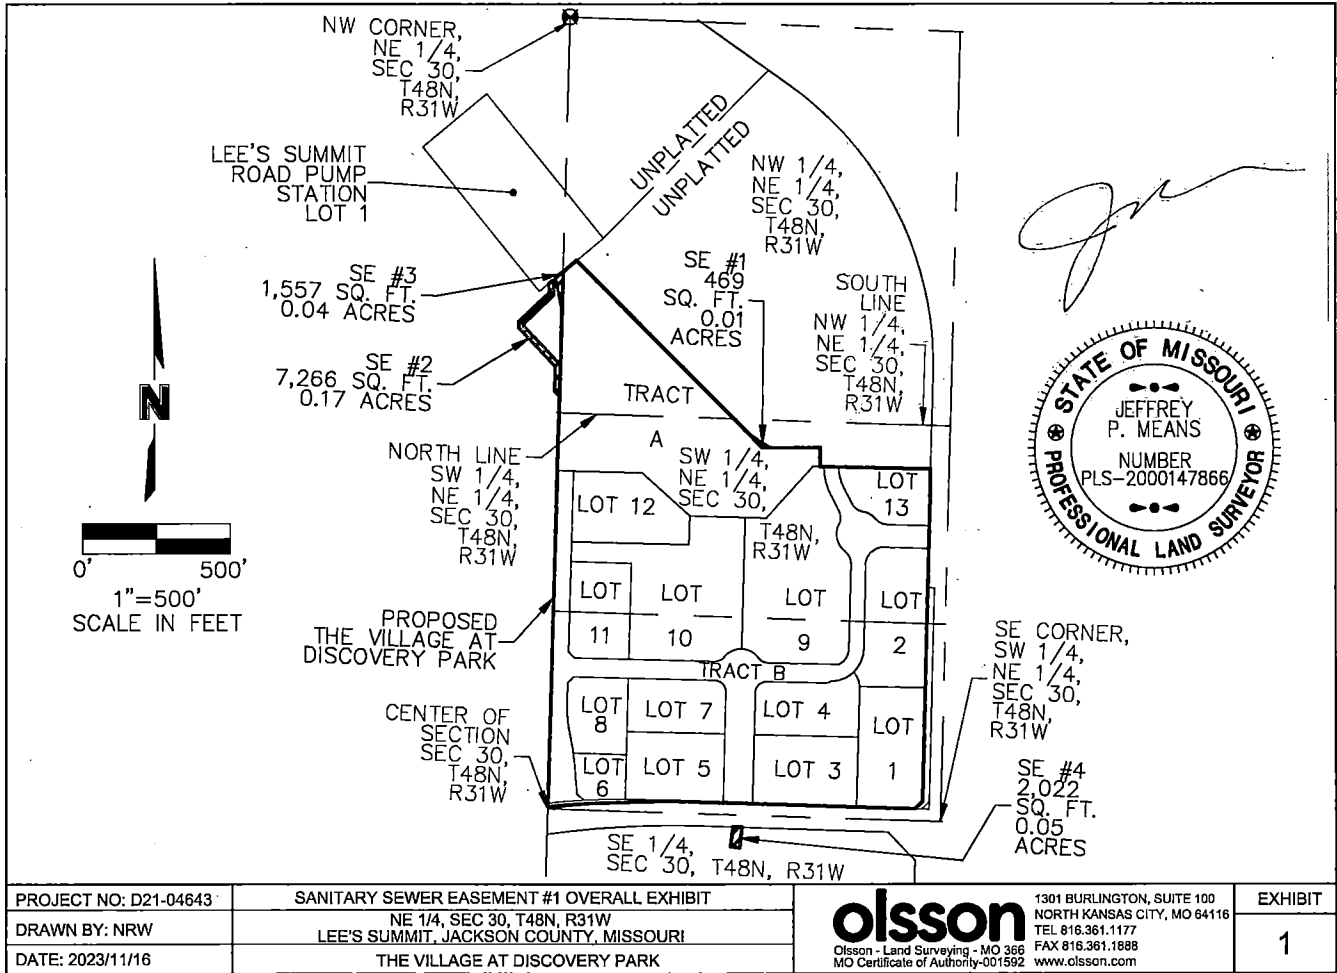 NW CORNER,
NE 1/4,
SEC 30,
T48N,
R31W
LEE'S SUMMIT
ROAD PUMP
STATION
LOT 1
UNPLATTED
UNPLATTED
NW 1/4,
NE 1/4,
SEC 30,
T48N,
R31W
SE #3
1,557 SQ. FT.
0.04 ACRES
SE #1
469
SQ. FT.
0.01
ACRES
SOUTH
LINE
NW 1/4,
NE 1/4,
SEC 30,
T48N,
R31W
SE #2
7,266 SQ. FT.
0.17 ACRES
N
0' 500'
1"=500'
SCALE IN FEET
TRACT
A
NORTH LINE
SW 1/4,
NE 1/4,
SEC 30,
T48N,
R31W
SW 1/4,
NE 1/4,
SEC 30,
T48N,
R31W
LOT 12
LOT
13
LOT
11
LOT
10
LOT
9
LOT
2
PROPOSED
THE VILLAGE AT
DISCOVERY PARK
TRACT B
LOT
8
LOT 7
LOT 4
LOT
1
LOT
6
LOT 5
LOT 3
CENTER OF
SECTION
SEC 30,
T48N,
R31W
SE CORNER,
SW 1/4,
NE 1/4,
SEC 30,
T48N,
R31W
SE #4
2,022
SQ. FT.
0.05
ACRES
SE 1/4,
SEC 30, T48N, R31W
STATE OF MISSOURI
JEFFREY
P. MEANS
NUMBER
PLS-2000147866
PROFESSIONAL LAND SURVEYOR
PROJECT NO: D21-04643
DRAWN BY: NRW
DATE: 2023/11/16
SANITARY SEWER EASEMENT #1 OVERALL EXHIBIT
NE 1/4, SEC 30, T48N, R31W
LEE'S SUMMIT, JACKSON COUNTY, MISSOURI
THE VILLAGE AT DISCOVERY PARK
olsson
Olsson - Land Surveying - MO 366
MO Certificate of Authority-001592
1301 BURLINGTON, SUITE 100
NORTH KANSAS CITY, MO 64116
TEL 816.361.1177
FAX 816.361.1888
www.olsson.com
EXHIBIT
1